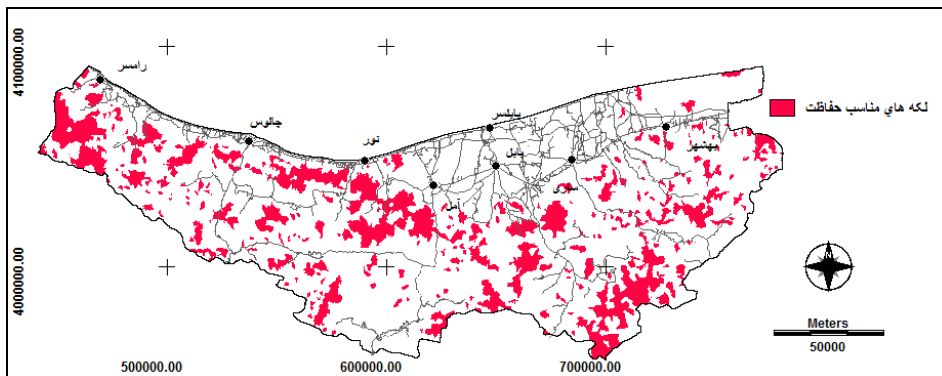 4100000.00
4000000.00
رامسر
چالوس
نور
بابلسر
بابل
آمل
ساری
بهشهر
لكه هاي مناسب حفاظت
Meters
50000
500000.00
600000.00
700000.00